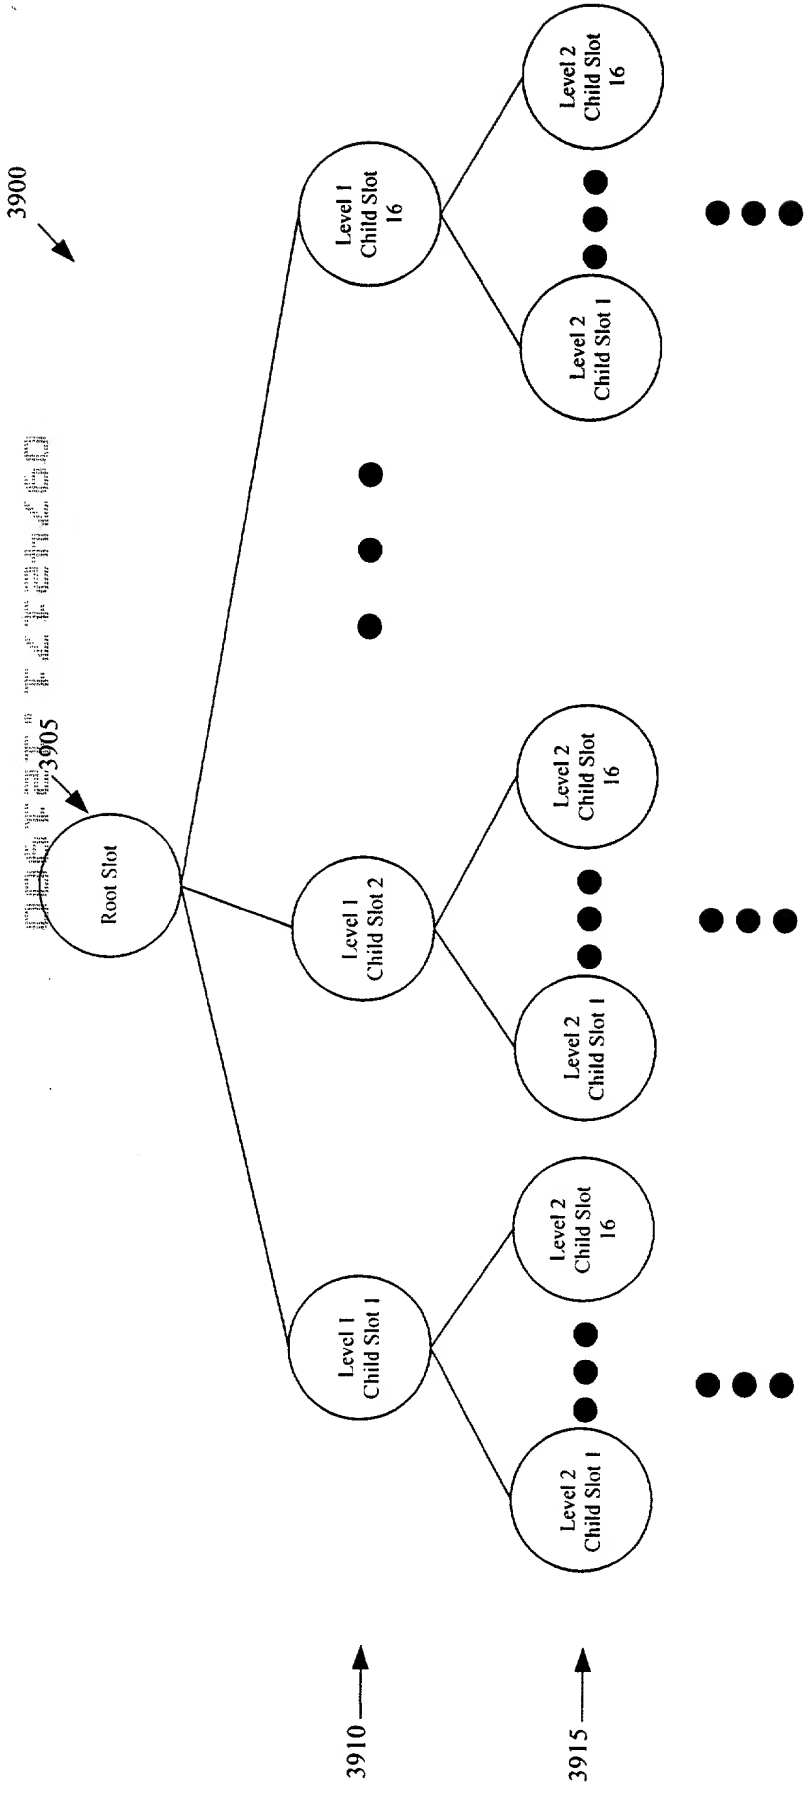 3900
3905
Root Slot
3910
Level 1
Child Slot 1
Level 1
Child Slot 2
Level 1
Child Slot
16
3915
Level 2
Child Slot 1
Level 2
Child Slot
16
Level 2
Child Slot 1
Level 2
Child Slot
16
Level 2
Child Slot 1
Level 2
Child Slot
16